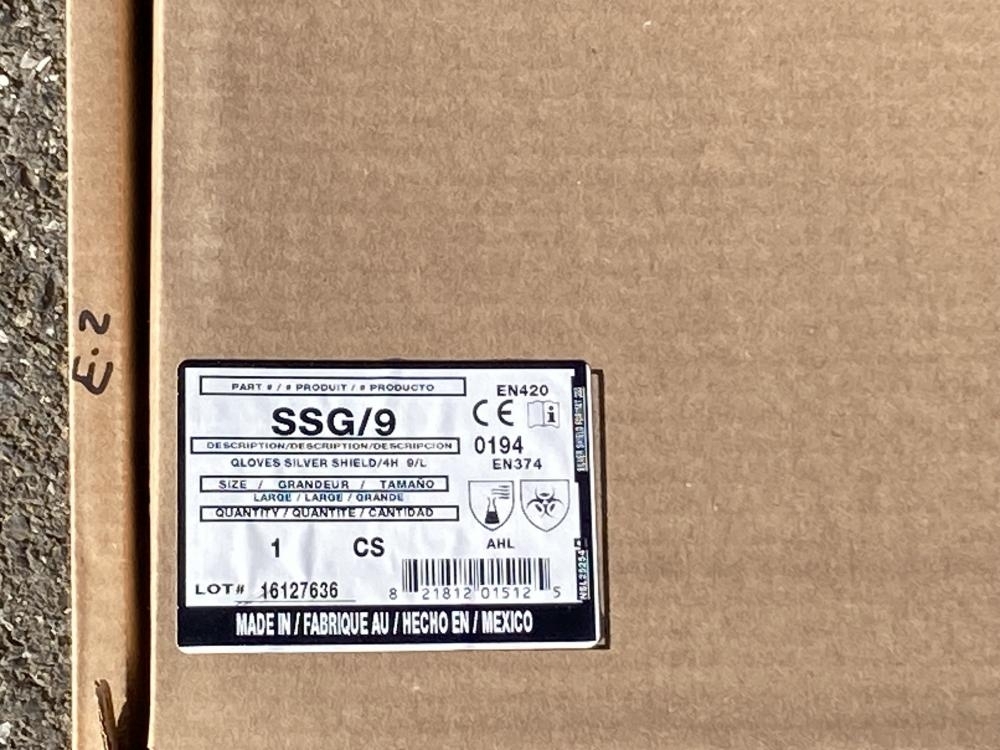 E.2
PART # / # PRODUIT / # PRODUCTO
SSG/9
DESCRIPTION/DESCRIPTION/DESCRIPCION
GLOVES SILVER SHIELD/4H 9/L
SIZE / GRANDEUR / TAMAÑO
LARGE / LARGE / GRANDE
QUANTITY / QUANTITE / CANTIDAD
1 CS
LOT# 16127636
EN420
CE
i
0194
EN374
AHL
8 21812 01512 5
MADE IN / FABRIQUE AU / HECHO EN / MEXICO